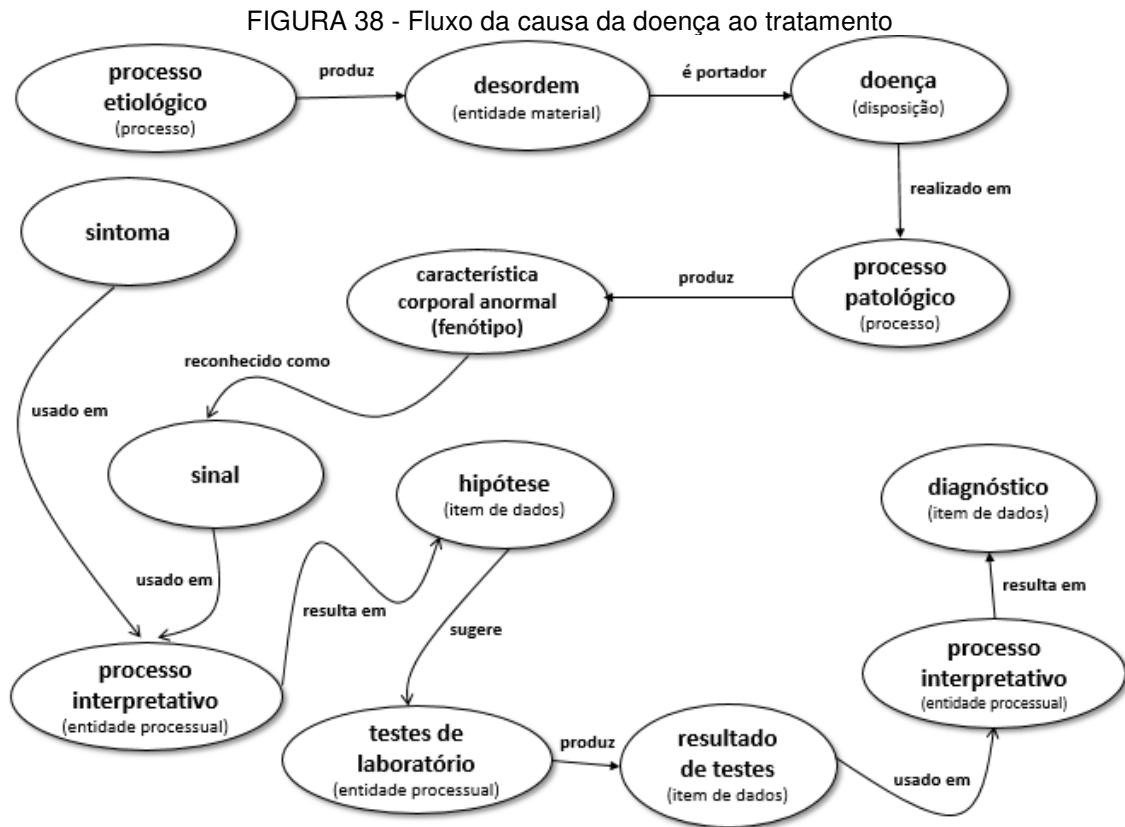 FIGURA 38 - Fluxo da causa da doença ao tratamento
processo
etiológico
(processo)
produz
desordem
(entidade material)
é portador
doença
(disposição)
realizado em
sintoma
característica
corporal anormal
(fenótipo)
produz
processo
patológico
(processo)
reconhecido como
usado em
sinal
hipótese
(item de dados)
diagnóstico
(item de dados)
usado em
resulta em
sugere
resulta em
processo
interpretativo
(entidade processual)
processo
interpretativo
(entidade processual)
testes de
laboratório
(entidade processual)
produz
resultado
de testes
(item de dados)
usado em